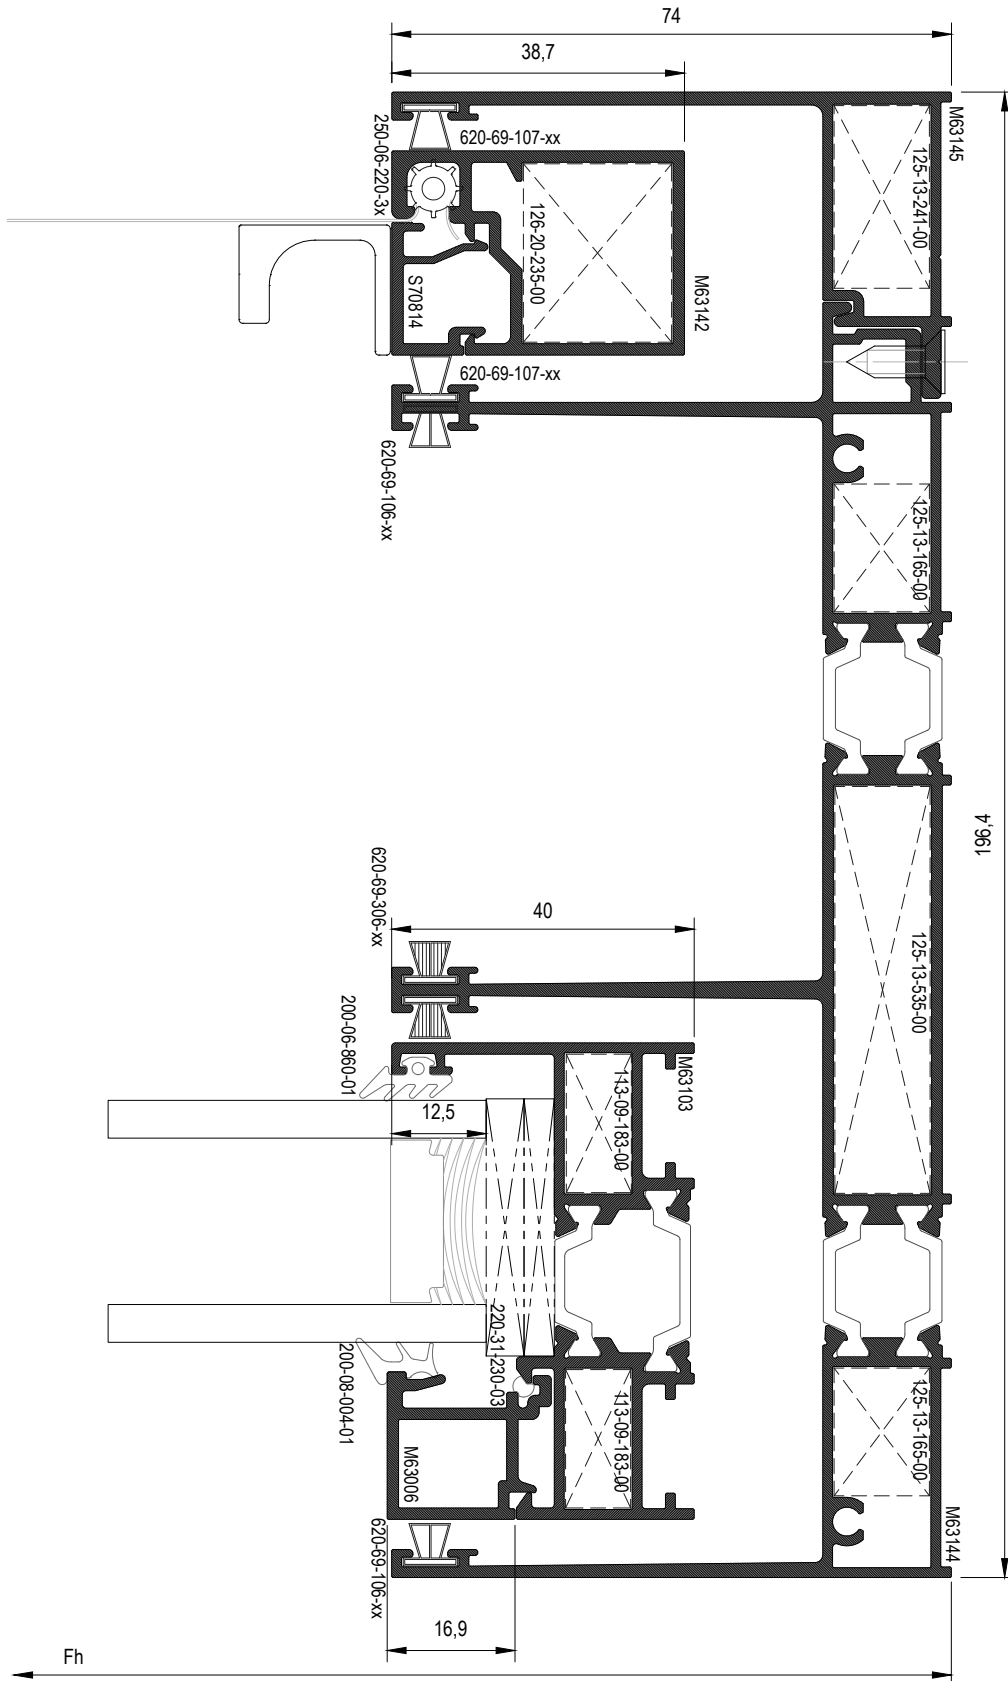 74
38,7
M63145
250-06-220-3x
620-69-107-xx
125-13-241-00
126-20-235-00
S70814
M63142
620-69-107-xx
620-69-106-xx
125-13-165-00
196,4
620-69-306-xx
40
125-13-535-00
200-06-860-01
M63103
12,5
113-09-183-00
220-31-230-03
200-08-004-01
113-09-183-00
125-13-165-00
M63006
M63144
620-69-106-xx
16,9
Fh